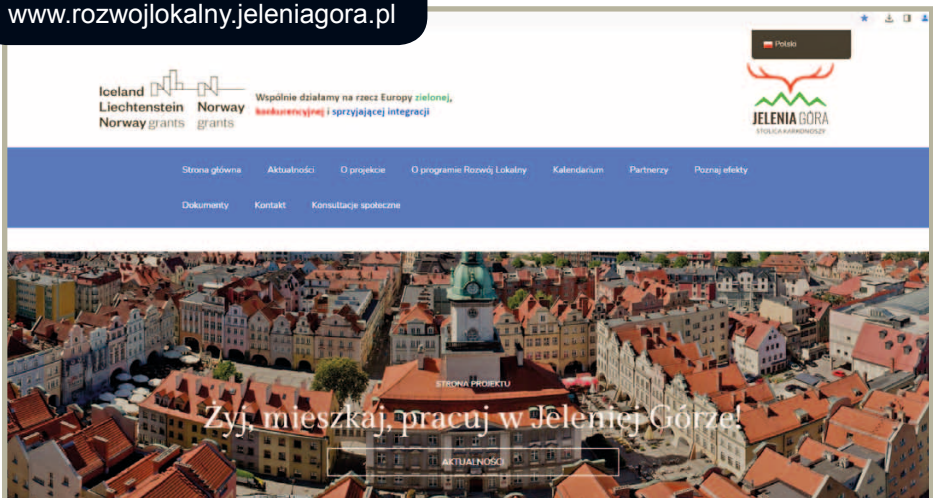 www.rozwojlokalny.jeleniagora.pl
Polski
Iceland
Liechtenstein Norway
Norway grants grants
Wspólnie działamy na rzecz Europy zielonej,
konkurencyjnej i sprzyjającej integracji
JELENIA GÓRA
STOLICA KARKONOSZY
Strona główna Aktualności O projekcie O programie Rozwój Lokalny Kalendarium Partnerzy Poznaj efekty
Dokumenty Kontakt Konsultacje społeczne
STRONA PROJEKTU
Żyj, mieszkaj, pracuj w Jeleniej Górze!
AKTUALNOŚCI